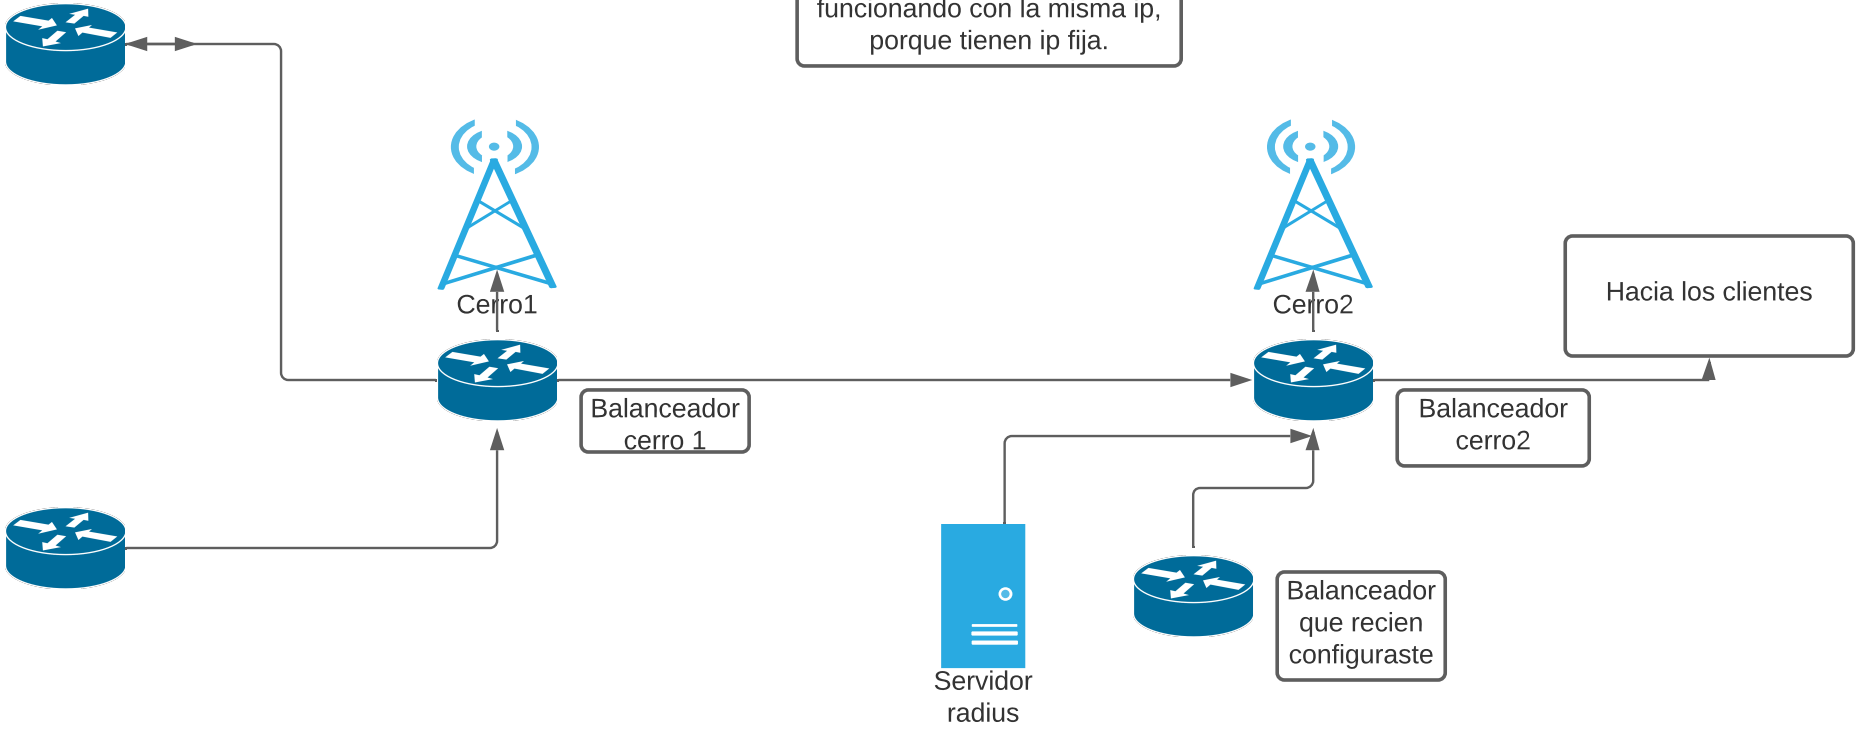 funcionando con la misma ip,
porque tienen ip fija.
Cerro1
Cerro2
Hacia los clientes
Balanceador
cerro 1
Balanceador
cerro2
Balanceador
que recien
configuraste
Servidor
radius